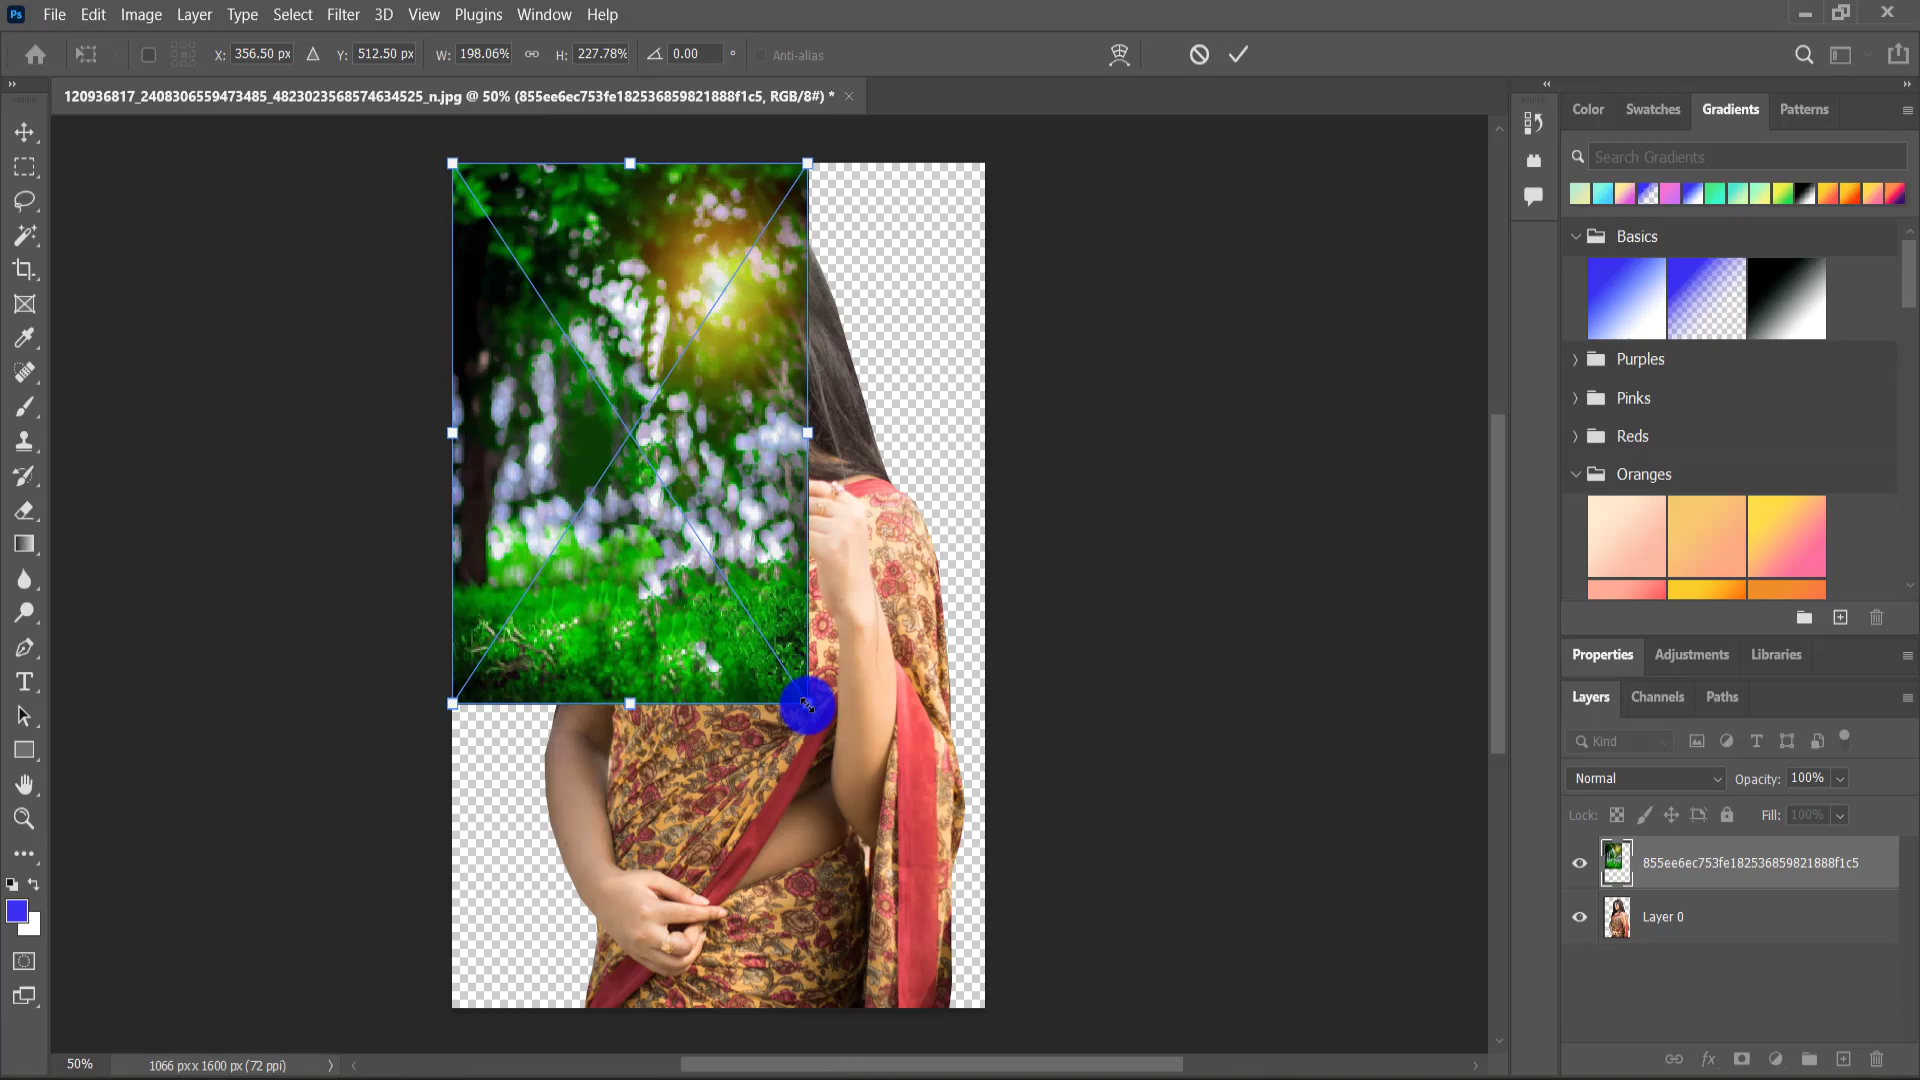 Ps File Edit Image Layer Type Select Filter 3D View Plugins Window Help
X: 356.50 px Y: 512.50 px W: 198.06% H: 227.78% 0.00 ° Anti-alias
120936817_2408306559473485_4823023568574634525_n.jpg @ 50% (855ee6ec753fe182536859821888f1c5, RGB/8#) *
Color Swatches Gradients Patterns
Search Gradients
Basics
Purples
Pinks
Reds
Oranges
Properties Adjustments Libraries
Layers Channels Paths
Kind
Normal Opacity: 100%
Lock: Fill: 100%
855ee6ec753fe182536859821888f1c5
Layer 0
fx
50% 1066 px x 1600 px (72 ppi)